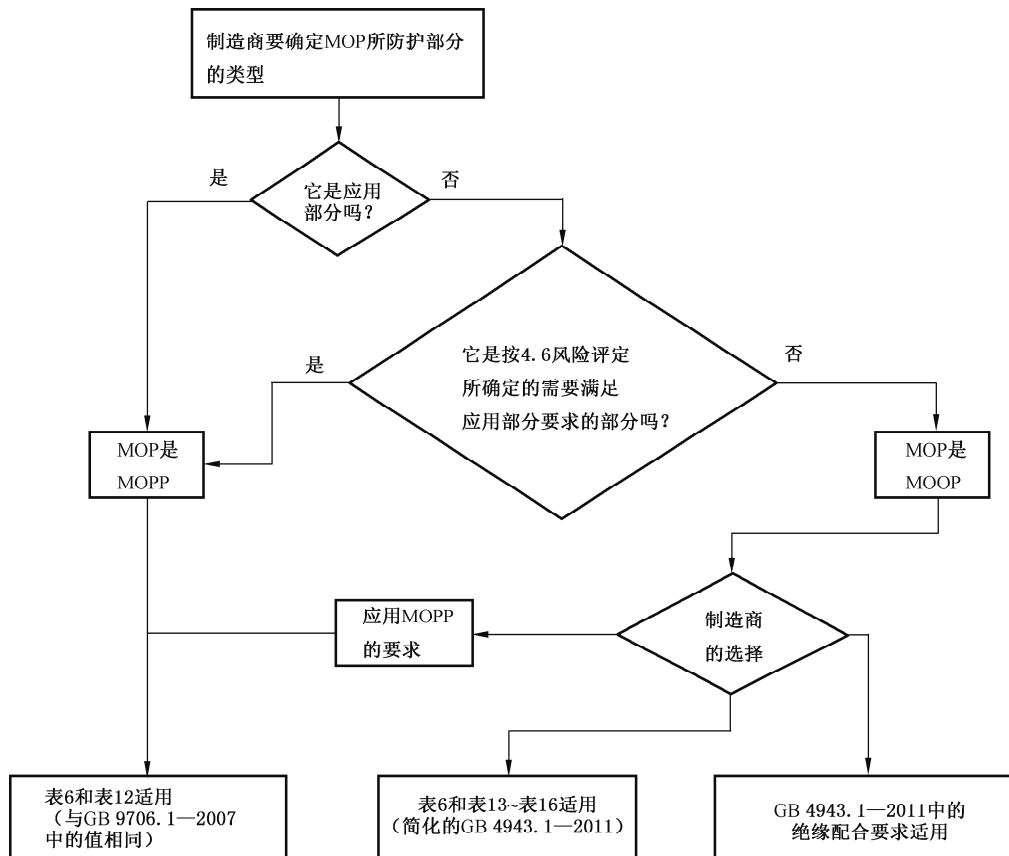 制造商要确定MOP所防护部分
的类型
是
否
它是应用
部分吗?
是
否
它是按4.6风险评定
所确定的需要满足
应用部分要求的部分吗?
MOP是
MOPP
MOP是
MOOP
应用MOPP
的要求
制造商
的选择
表6和表12适用
(与GB 9706.1—2007
中的值相同)
表6和表13~表16适用
(简化的GB 4943.1—2011)
GB 4943.1—2011中的
绝缘配合要求适用